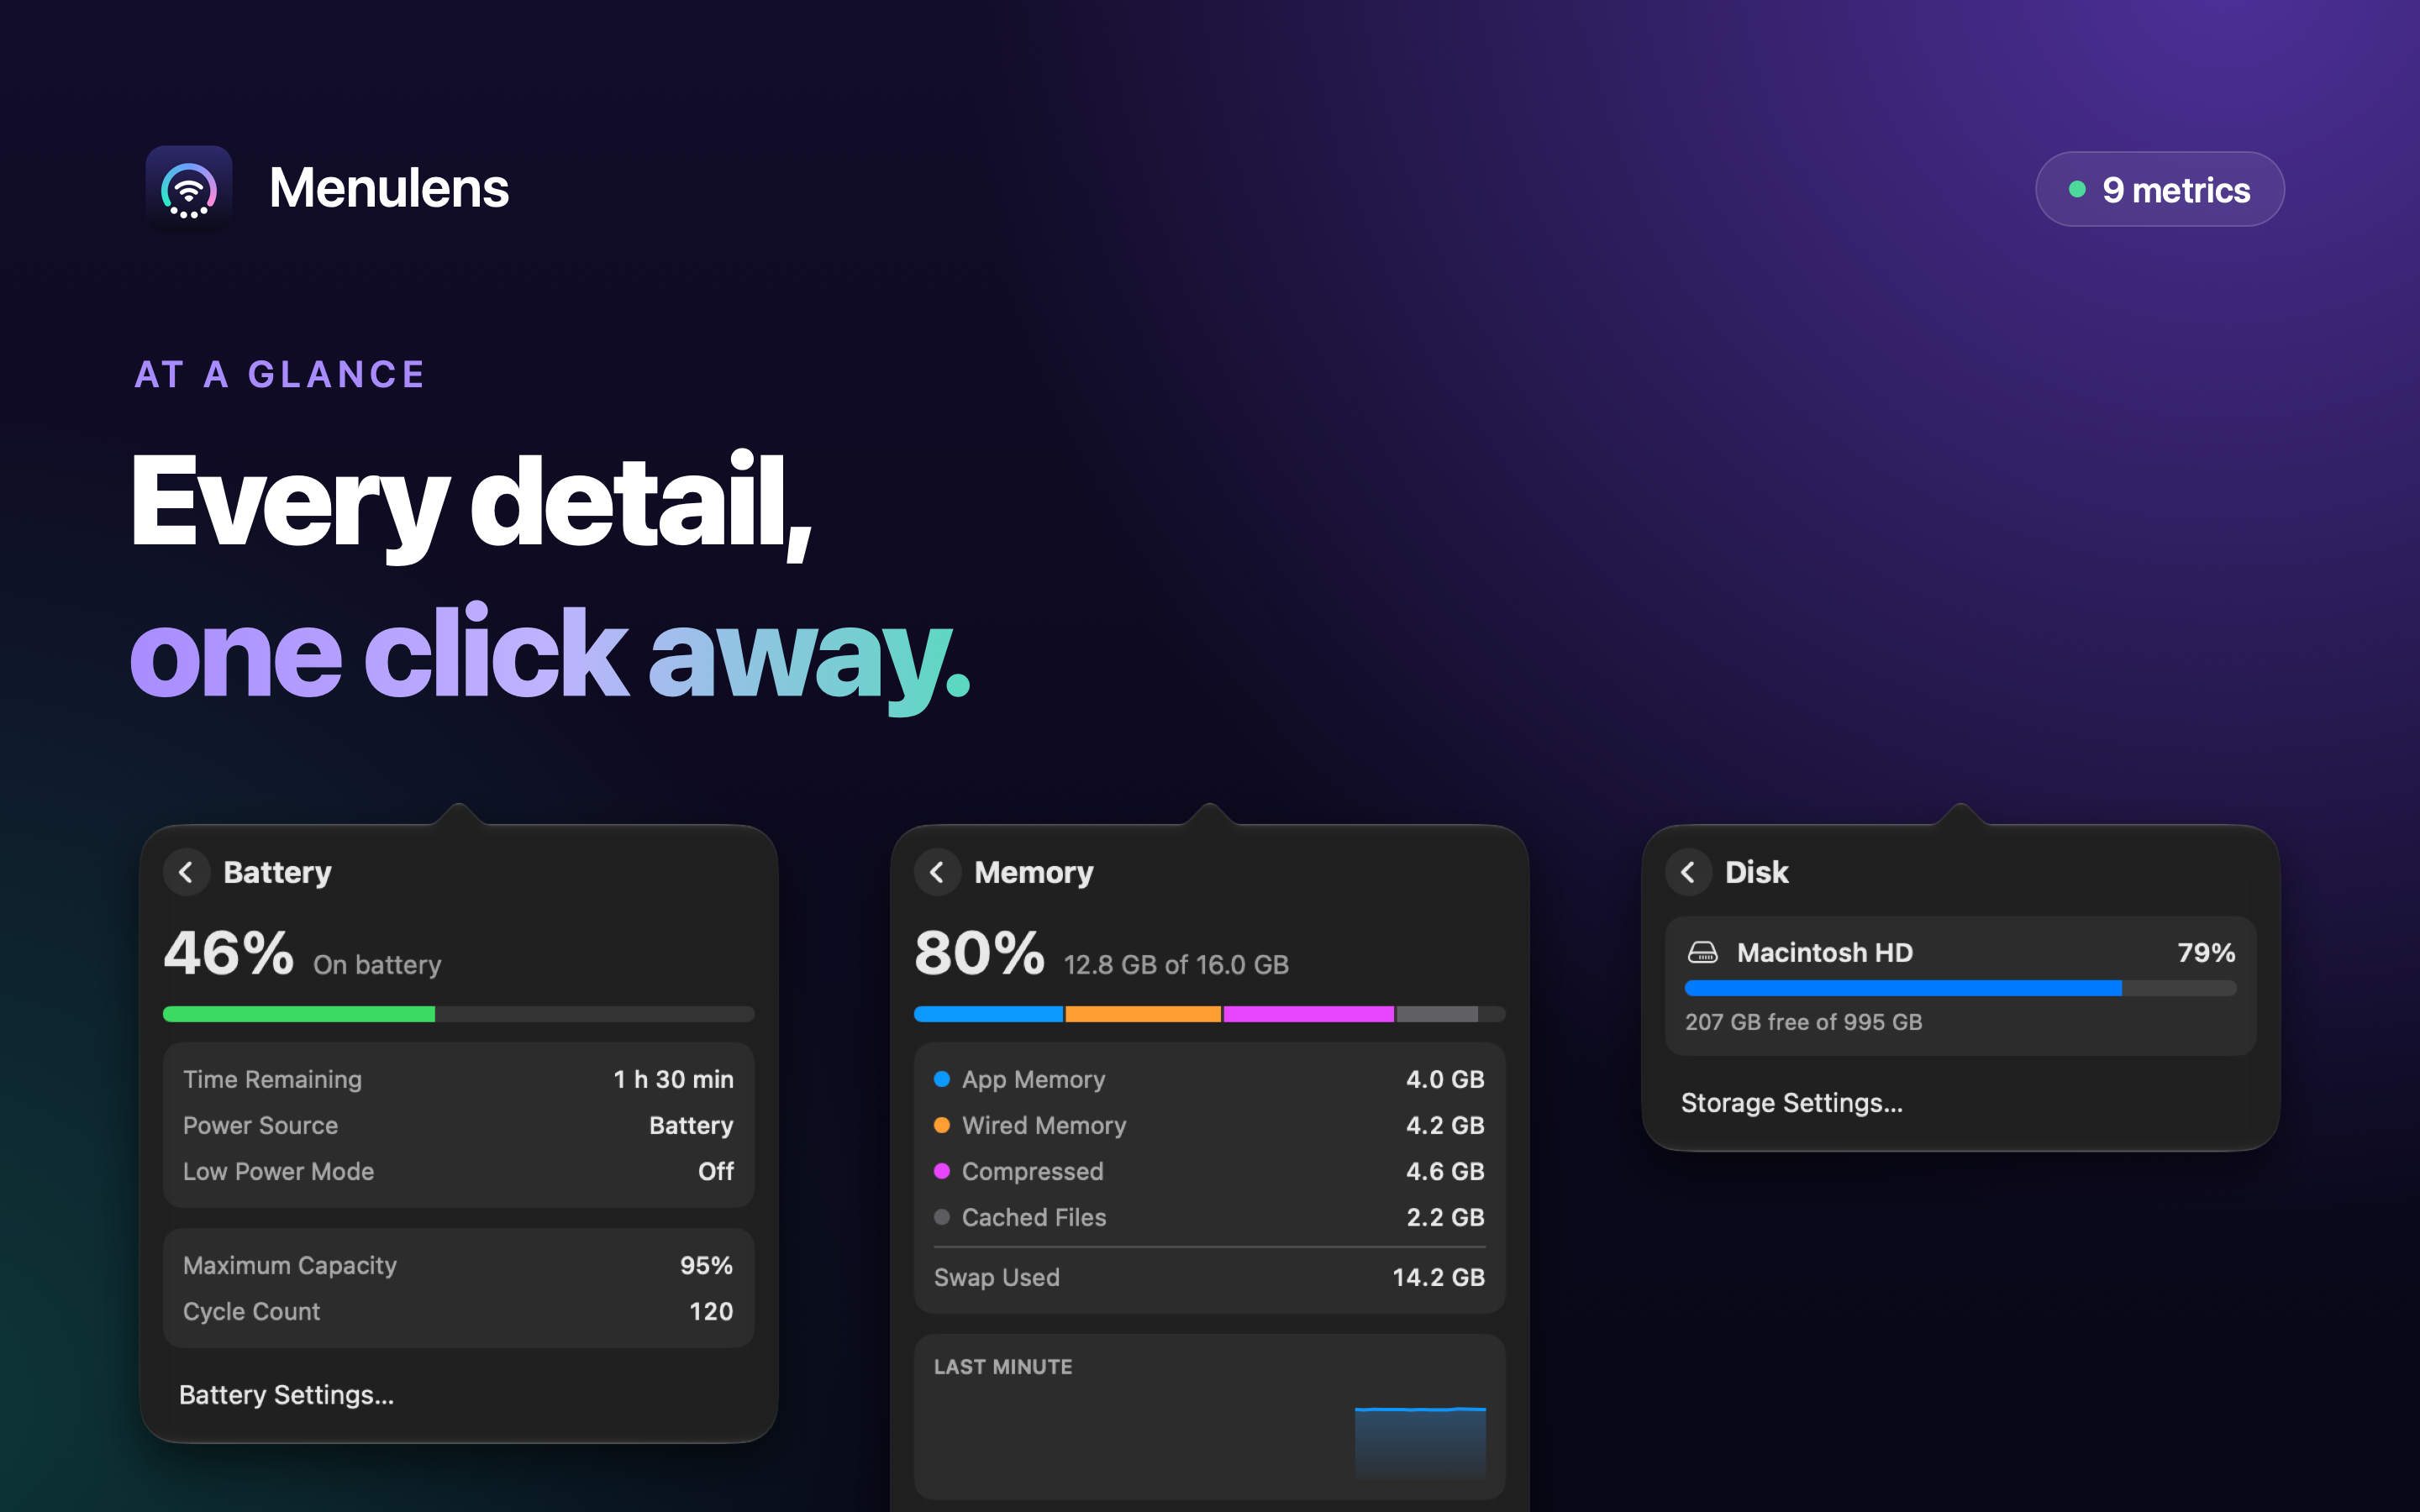 Menulens
9 metrics
AT A GLANCE
Every detail,
one click away.
Battery
46% On battery
Time Remaining 1 h 30 min
Power Source Battery
Low Power Mode Off
Maximum Capacity 95%
Cycle Count 120
Battery Settings...
Memory
80% 12.8 GB of 16.0 GB
App Memory 4.0 GB
Wired Memory 4.2 GB
Compressed 4.6 GB
Cached Files 2.2 GB
Swap Used 14.2 GB
LAST MINUTE
Disk
Macintosh HD 79%
207 GB free of 995 GB
Storage Settings...